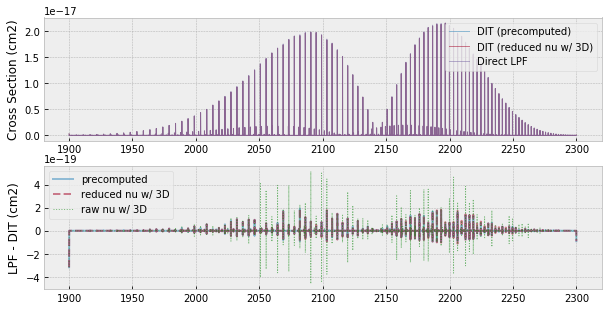 1e−17
Cross Section (cm2)
2.0
1.5
1.0
0.5
0.0
DIT (precomputed)
DIT (reduced nu w/ 3D)
Direct LPF
1900 1950 2000 2050 2100 2150 2200 2250 2300
1e−19
LPF - DIT (cm2)
4
2
0
−2
−4
precomputed
reduced nu w/ 3D
raw nu w/ 3D
1900 1950 2000 2050 2100 2150 2200 2250 2300